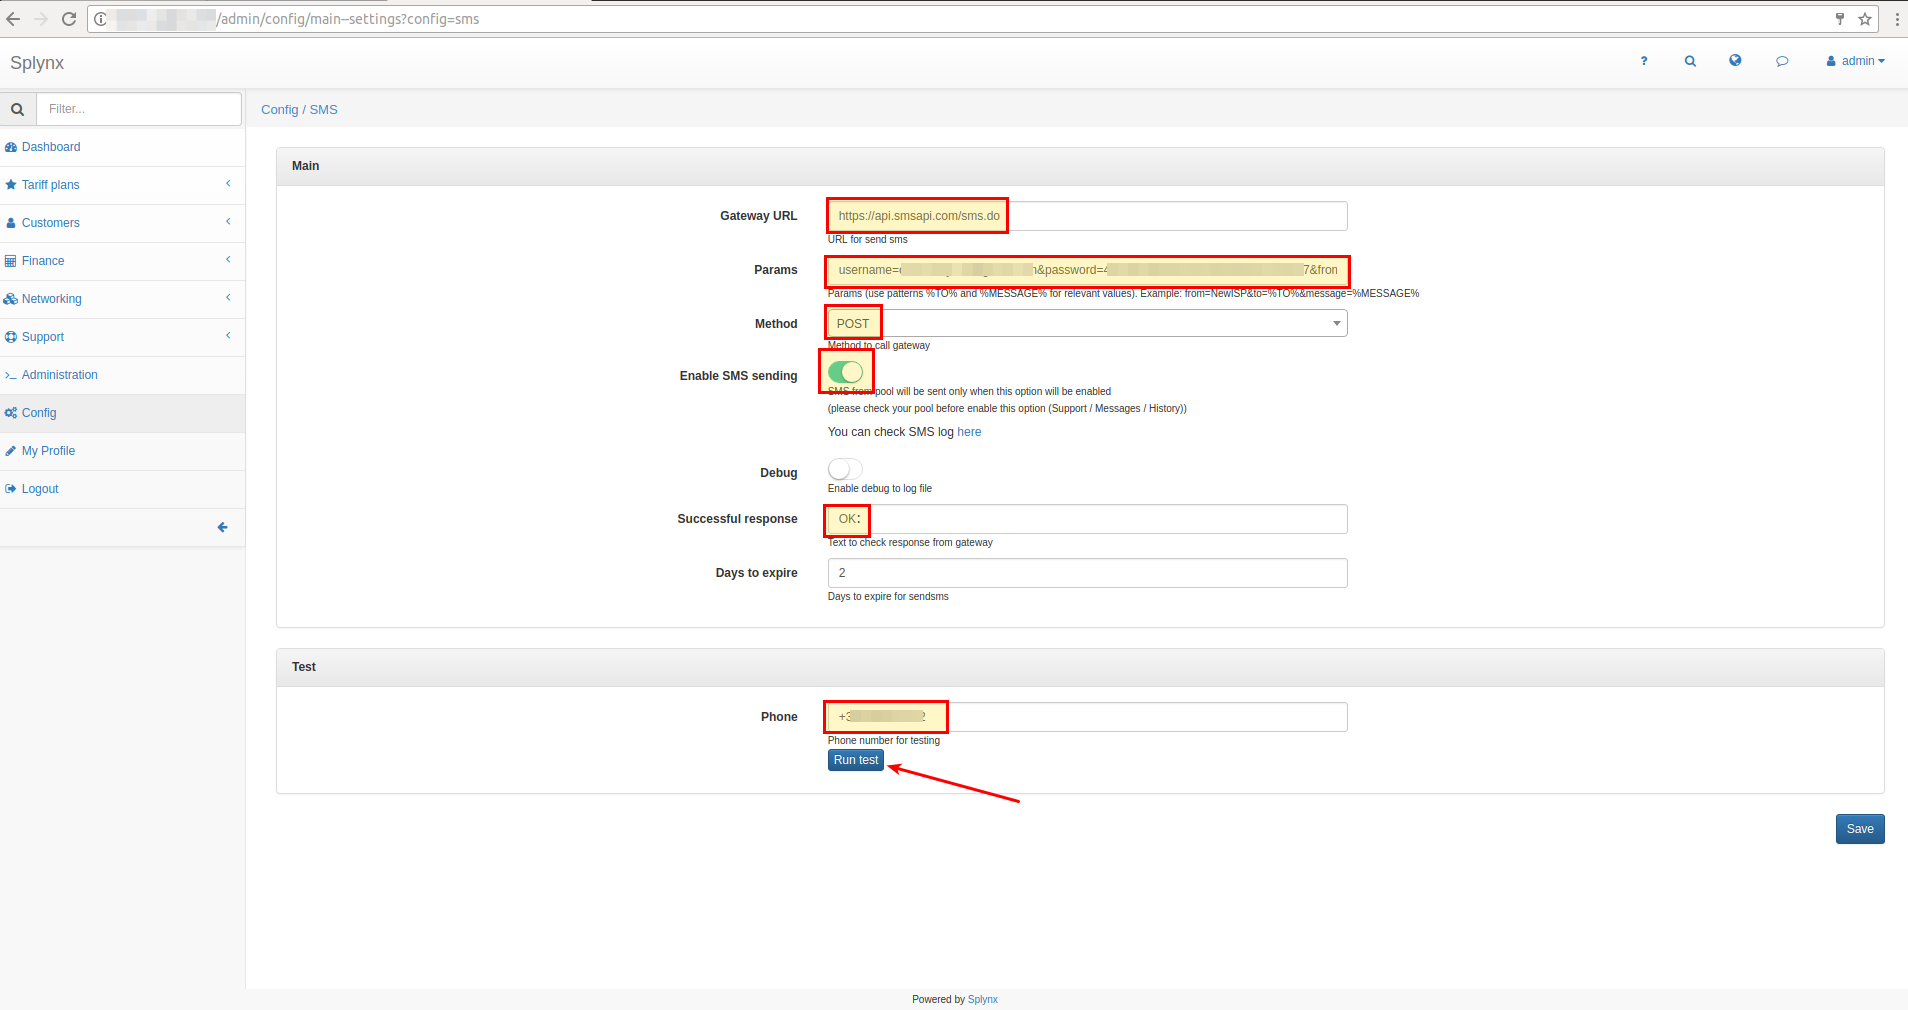 /admin/config/main--settings?config=sms
Splynx
?
admin
Filter...
Config / SMS
Dashboard
Tariff plans
Customers
Finance
Networking
Support
Administration
Config
My Profile
Logout
Main
Gateway URL
https://api.smsapi.com/sms.do
URL for send sms
Params
username= &password=4 7&from
Params (use patterns %TO% and %MESSAGE% for relevant values). Example: from=NewISP&to=%TO%&message=%MESSAGE%
Method
POST
Method to call gateway
Enable SMS sending
SMS from pool will be sent only when this option will be enabled
(please check your pool before enable this option (Support / Messages / History))
You can check SMS log here
Debug
Enable debug to log file
Successful response
OK:
Text to check response from gateway
Days to expire
2
Days to expire for sendsms
Test
Phone
+3 2
Phone number for testing
Run test
Save
Powered by Splynx